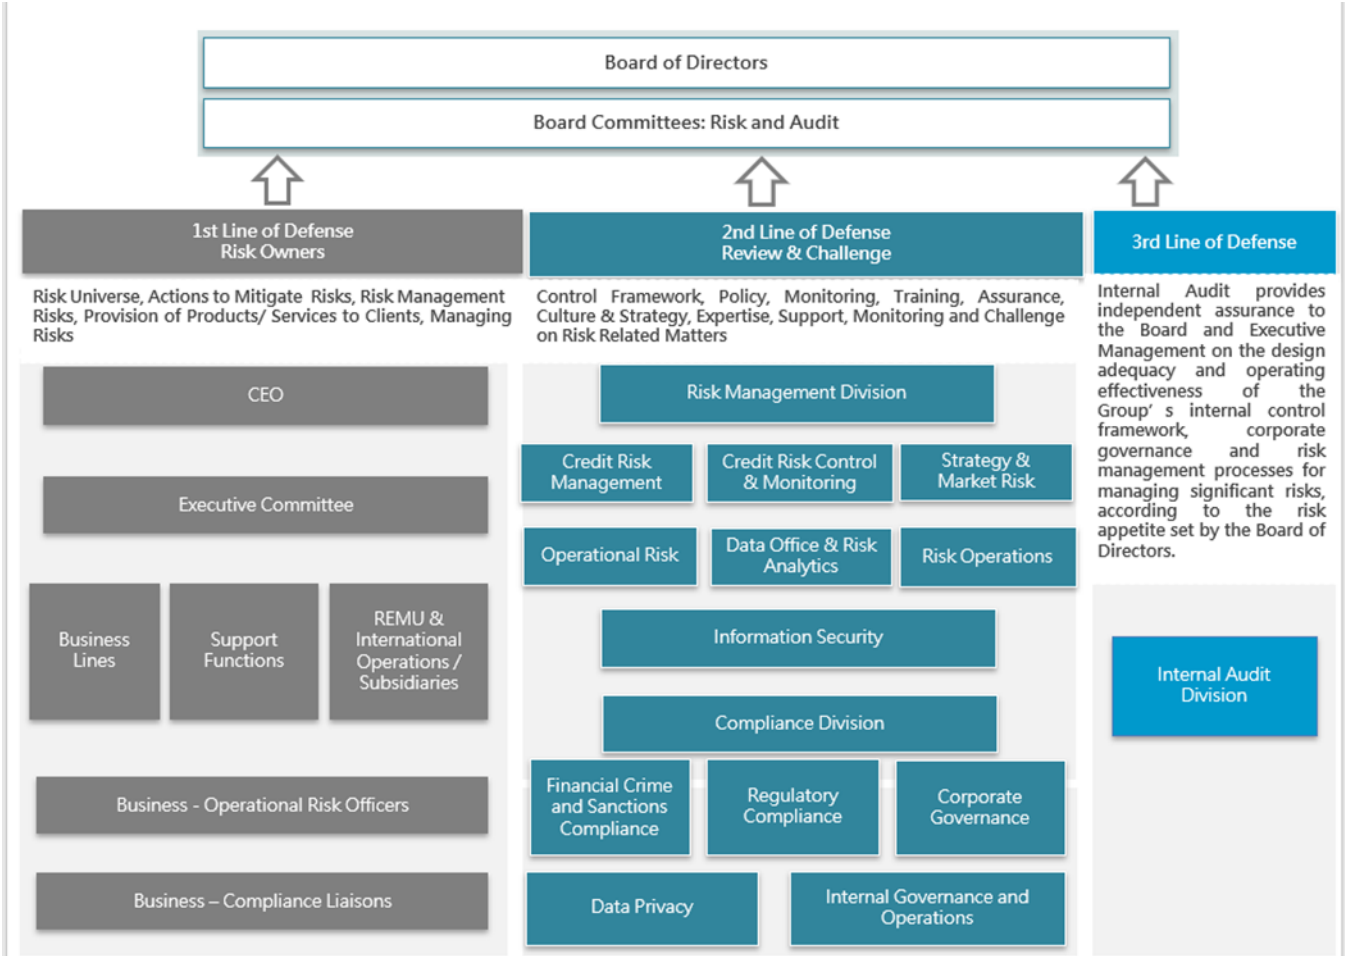 Board of Directors
Board Committees: Risk and Audit
1st Line of Defense
Risk Owners
Risk Universe, Actions to Mitigate Risks, Risk Management
Risks, Provision of Products/ Services to Clients, Managing
Risks
CEO
Executive Committee
Business
Lines
Support
Functions
REMU &
International
Operations /
Subsidiaries
Business - Operational Risk Officers
Business – Compliance Liaisons
2nd Line of Defense
Review & Challenge
Control Framework, Policy, Monitoring, Training, Assurance,
Culture & Strategy, Expertise, Support, Monitoring and Challenge
on Risk Related Matters
Risk Management Division
Credit Risk
Management
Credit Risk Control
& Monitoring
Strategy &
Market Risk
Operational Risk
Data Office & Risk
Analytics
Risk Operations
Information Security
Compliance Division
Financial Crime
and Sanctions
Compliance
Regulatory
Compliance
Corporate
Governance
Data Privacy
Internal Governance and
Operations
3rd Line of Defense
Internal Audit provides
independent assurance to
the Board and Executive
Management on the design
adequacy and operating
effectiveness of the
Group' s internal control
framework, corporate
governance and risk
management processes for
managing significant risks,
according to the risk
appetite set by the Board of
Directors.
Internal Audit
Division